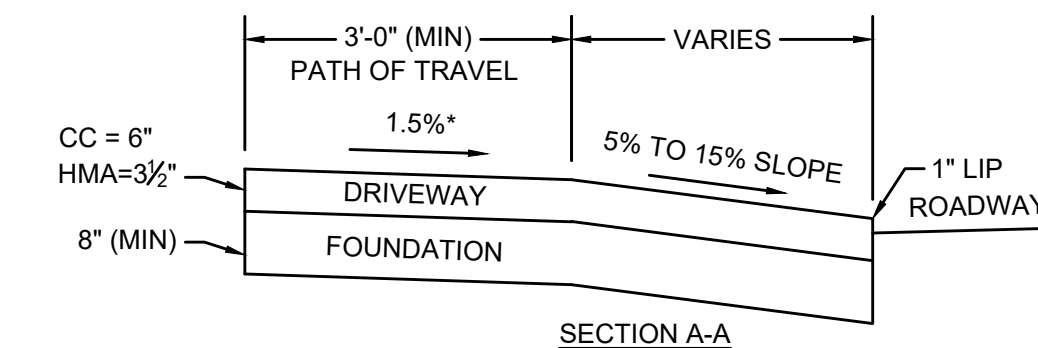 3'-0" (MIN)
PATH OF TRAVEL
VARIES
1.5%*
5% TO 15% SLOPE
CC = 6"
HMA=3½"
DRIVEWAY
1" LIP
ROADWAY
8" (MIN)
FOUNDATION
SECTION A-A